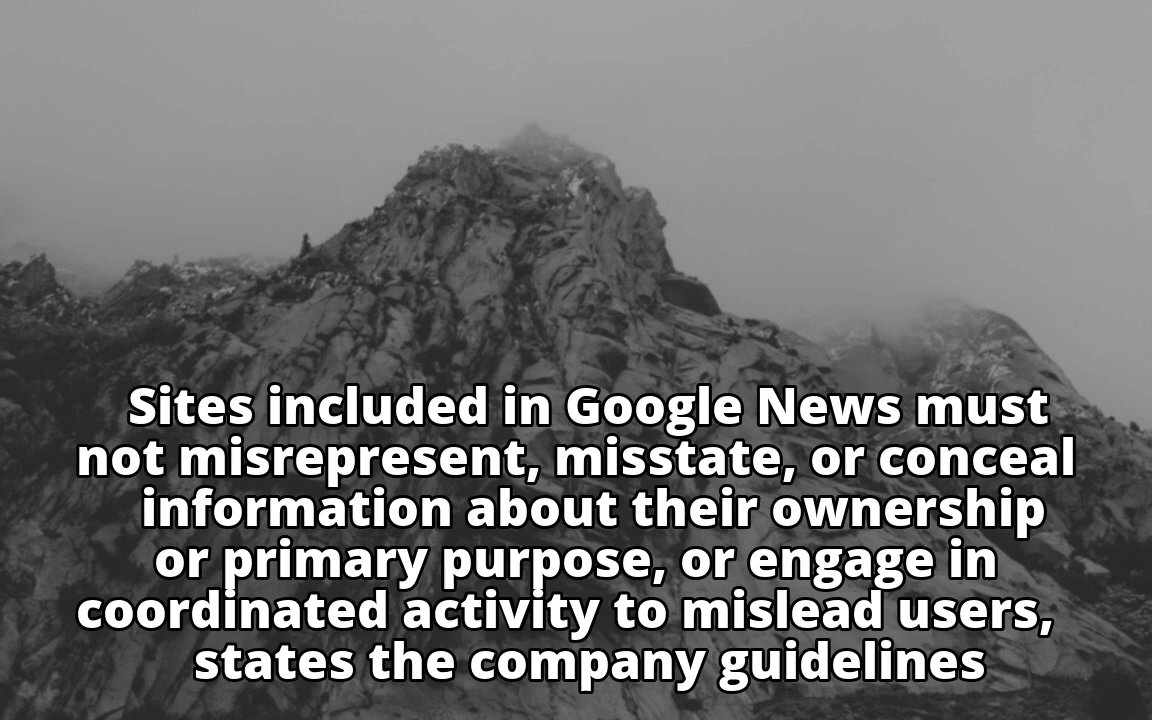 Sites included in Google News must
not misrepresent, misstate, or conceal
information about their ownership
or primary purpose, or engage in
coordinated activity to mislead users,
states the company guidelines